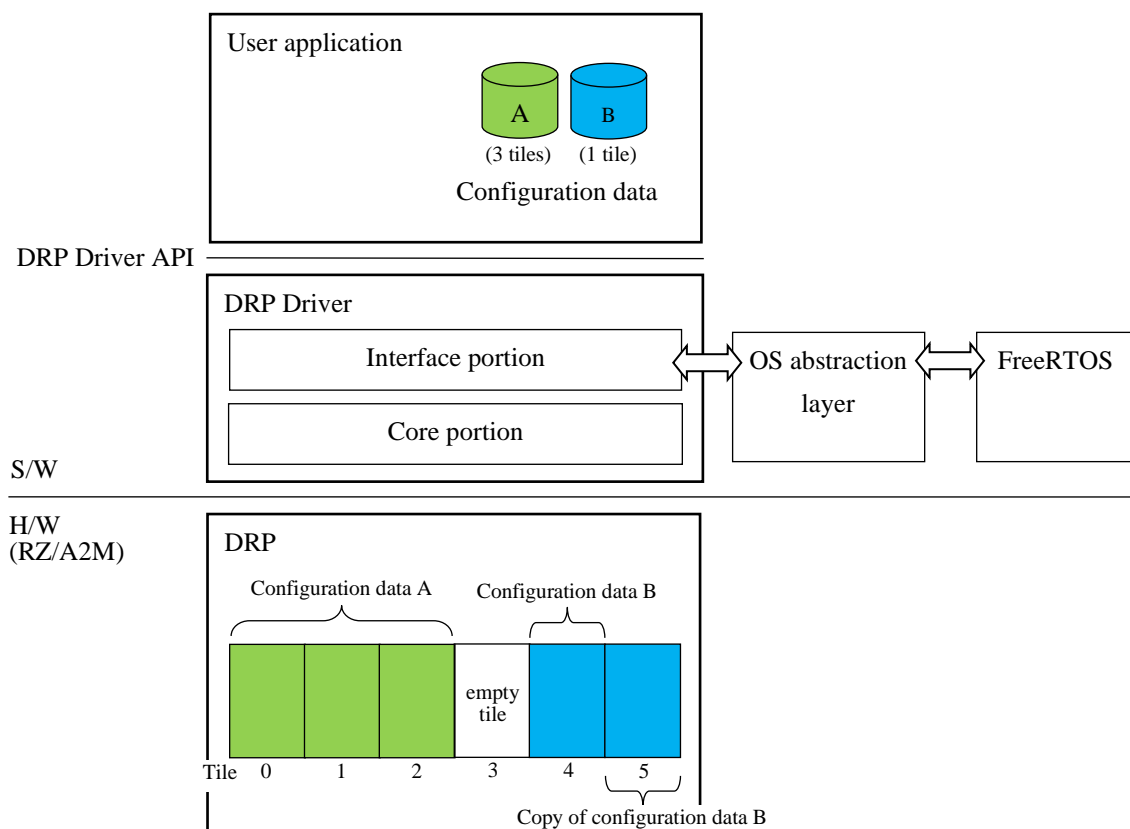 User application
A
B
(3 tiles)
(1 tile)
Configuration data
DRP Driver API
DRP Driver
Interface portion
OS abstraction
layer
FreeRTOS
Core portion
S/W
H/W
(RZ/A2M)
DRP
Configuration data A
Configuration data B
empty
tile
Tile
0
1
2
3
4
5
Copy of configuration data B